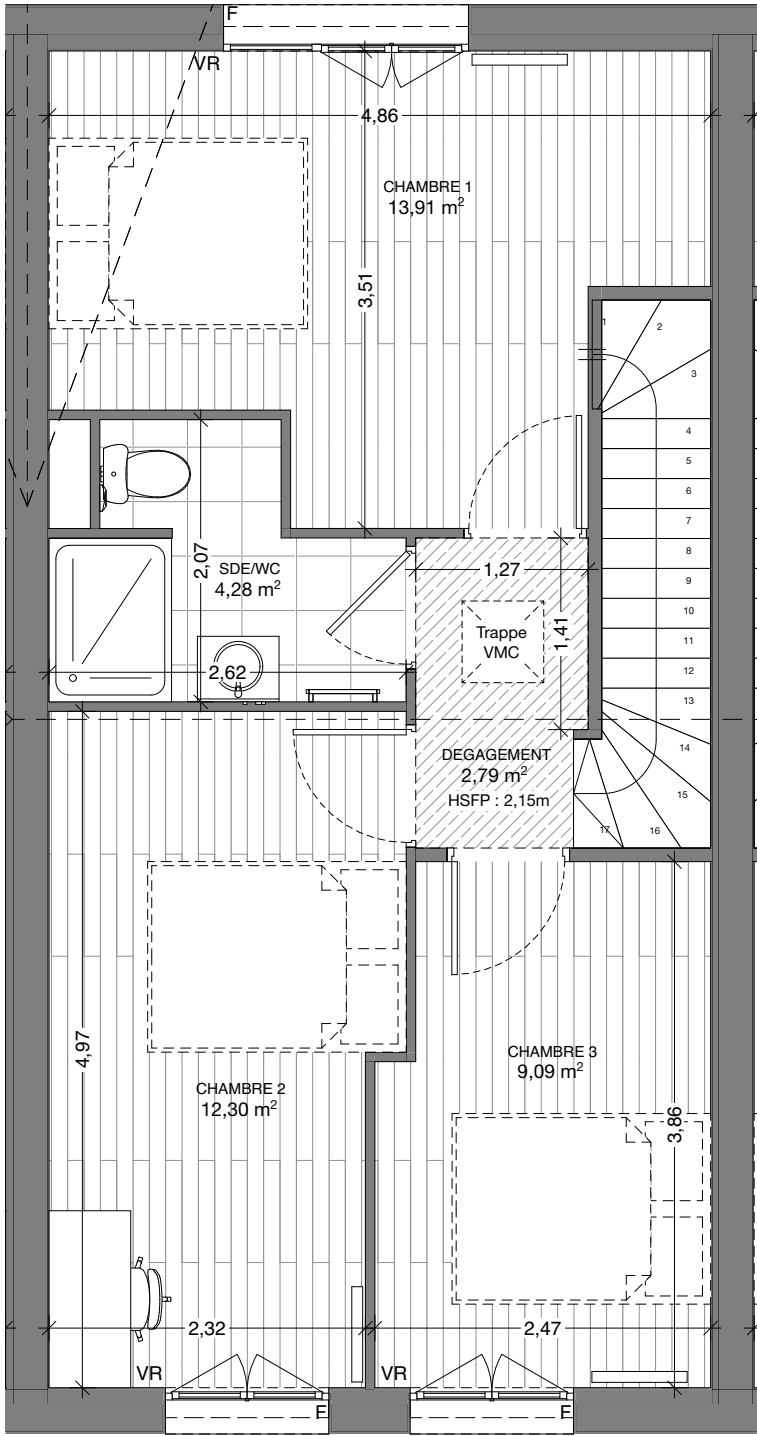 F
VR
4,86
CHAMBRE 1
13,91 m²
3,51
1
2
3
4
5
6
7
8
9
10
11
12
13
14
15
16
17
2,07
SDE/WC
4,28 m²
2,62
1,27
1,41
Trappe
VMC
DEGAGEMENT
2,79 m²
HSFP : 2,15m
4,97
CHAMBRE 2
12,30 m²
CHAMBRE 3
9,09 m²
3,86
2,32
2,47
VR
VR
F
F